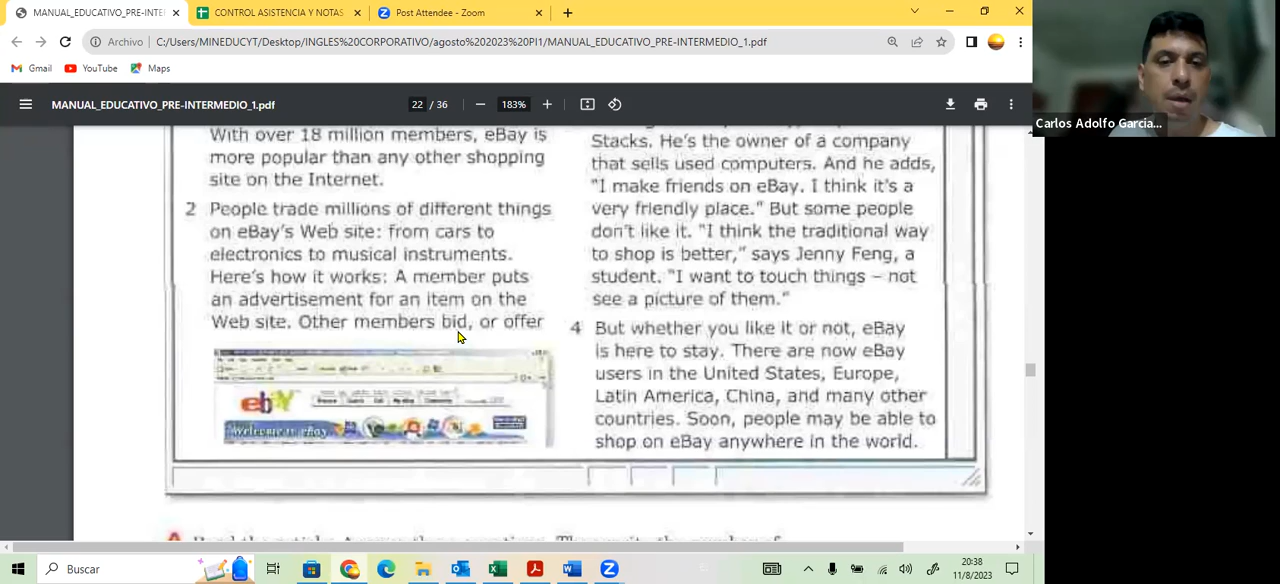 MANUAL_EDUCATIVO_PRE-INTERME
CONTROL ASISTENCIA Y NOTAS
Post Attendee - Zoom
Archivo
C:/Users/MINEDUCYT/Desktop/INGLES%20CORPORATIVO/agosto%202023%20PI1/MANUAL_EDUCATIVO_PRE-INTERMEDIO_1.pdf
Gmail
YouTube
Maps
MANUAL_EDUCATIVO_PRE-INTERMEDIO_1.pdf
22 / 36
183%
Carlos Adolfo Garcia...
With over 18 million members, eBay is
more popular than any other shopping
site on the Internet.
2 People trade millions of different things
on eBay's Web site: from cars to
electronics to musical instruments.
Here's how it works: A member puts
an advertisement for an item on the
Web site. Other members bid, or offer
ebY
Welcome to eBay
Stacks. He's the owner of a company
that sells used computers. And he adds,
"I make friends on eBay. I think it's a
very friendly place." But some people
don't like it. "I think the traditional way
to shop is better," says Jenny Feng, a
student. "I want to touch things – not
see a picture of them."
4 But whether you like it or not, eBay
is here to stay. There are now eBay
users in the United States, Europe,
Latin America, China, and many other
countries. Soon, people may be able to
shop on eBay anywhere in the world.
Buscar
20:38
11/8/2023